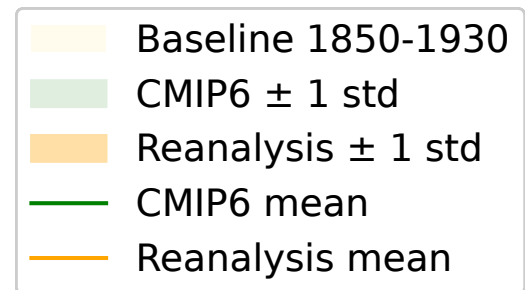 Baseline 1850-1930
CMIP6 ± 1 std
Reanalysis ± 1 std
CMIP6 mean
Reanalysis mean